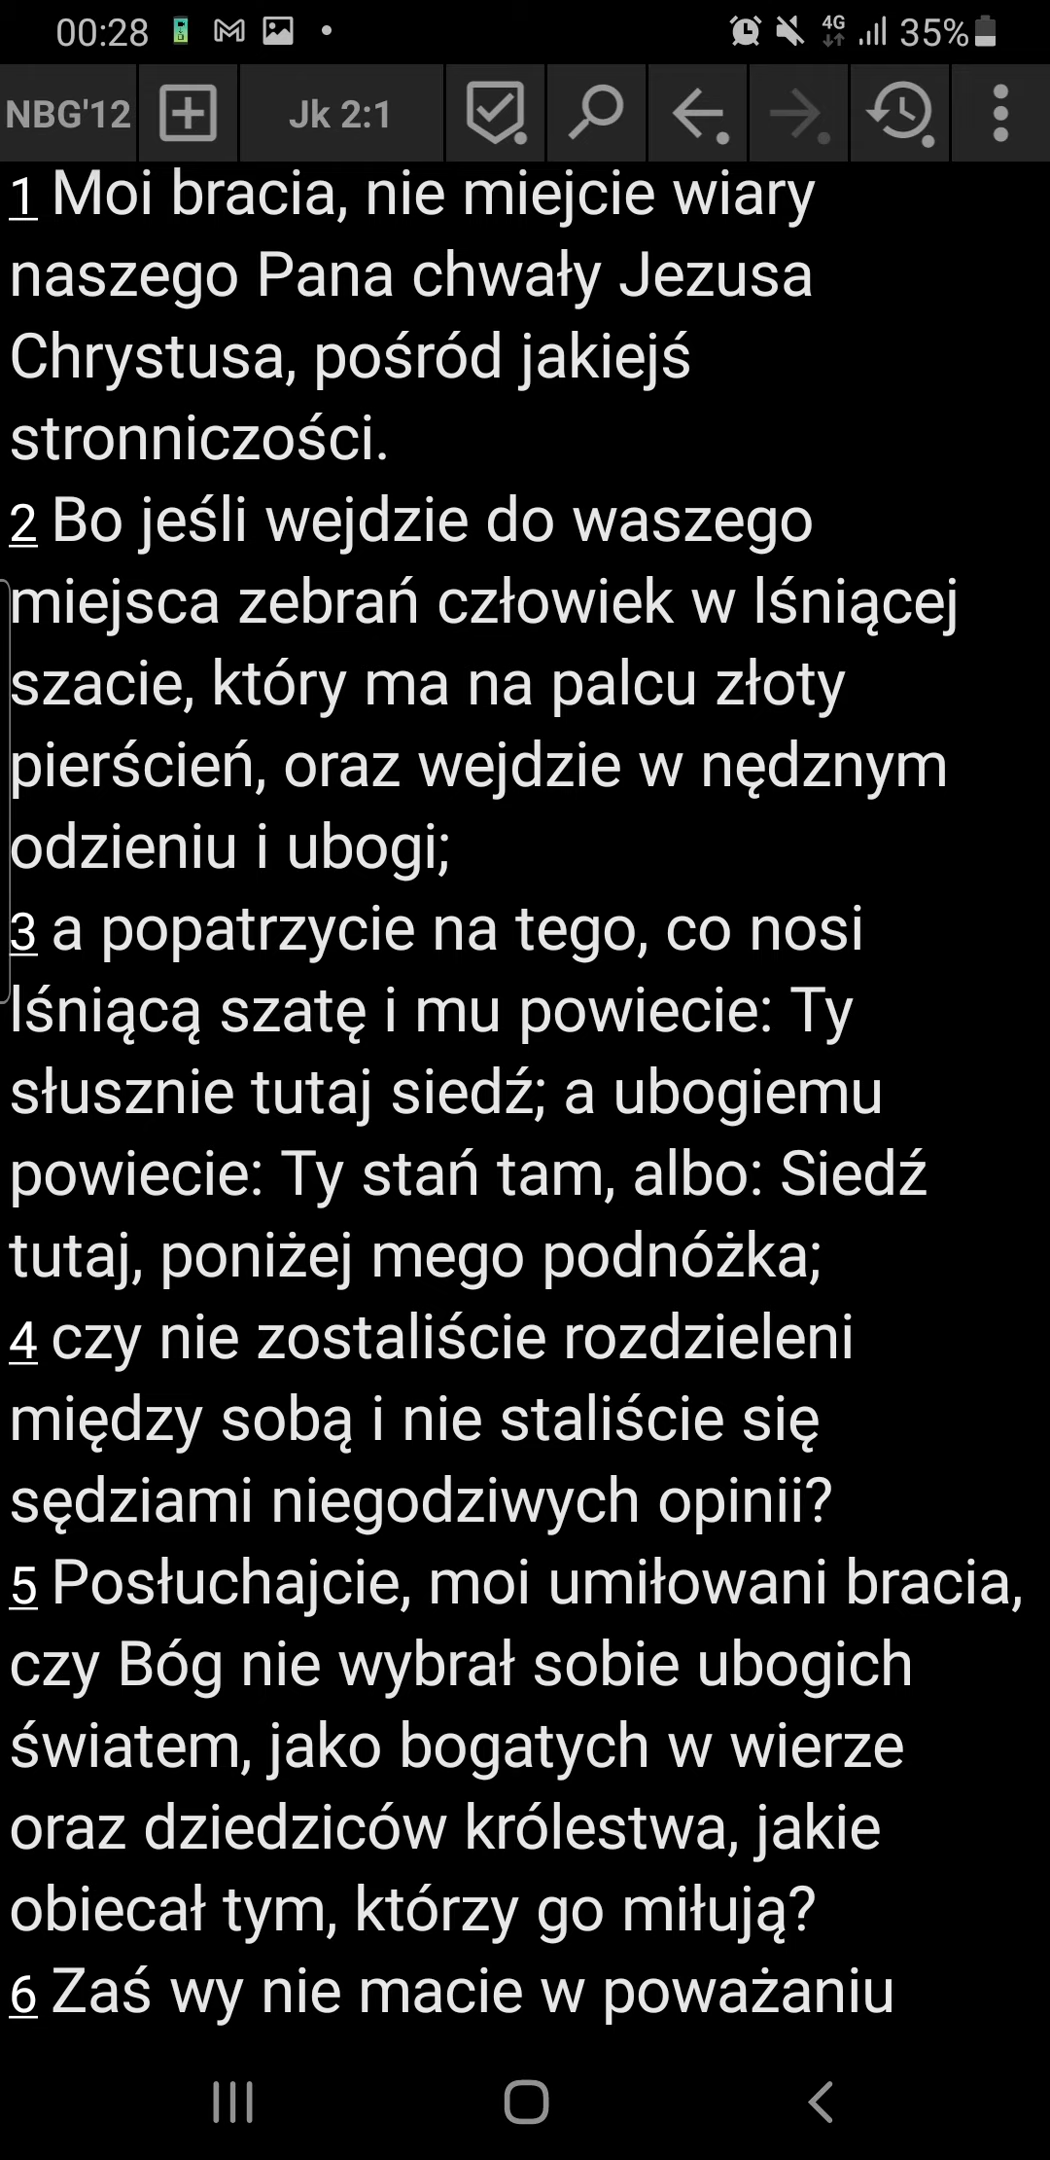 00:28
4G
35%
NBG'12
Jk 2:1
1 Moi bracia, nie miejcie wiary
naszego Pana chwały Jezusa
Chrystusa, pośród jakiejś
stronniczości.
2 Bo jeśli wejdzie do waszego
miejsca zebrań człowiek w lśniącej
szacie, który ma na palcu złoty
pierścień, oraz wejdzie w nędznym
odzieniu i ubogi;
3 a popatrzycie na tego, co nosi
lśniącą szatę i mu powiecie: Ty
słusznie tutaj siedź; a ubogiemu
powiecie: Ty stań tam, albo: Siedź
tutaj, poniżej mego podnóżka;
4 czy nie zostaliście rozdzieleni
między sobą i nie staliście się
sędziami niegodziwych opinii?
5 Posłuchajcie, moi umiłowani bracia,
czy Bóg nie wybrał sobie ubogich
światem, jako bogatych w wierze
oraz dziedziców królestwa, jakie
obiecał tym, którzy go miłują?
6 Zaś wy nie macie w poważaniu